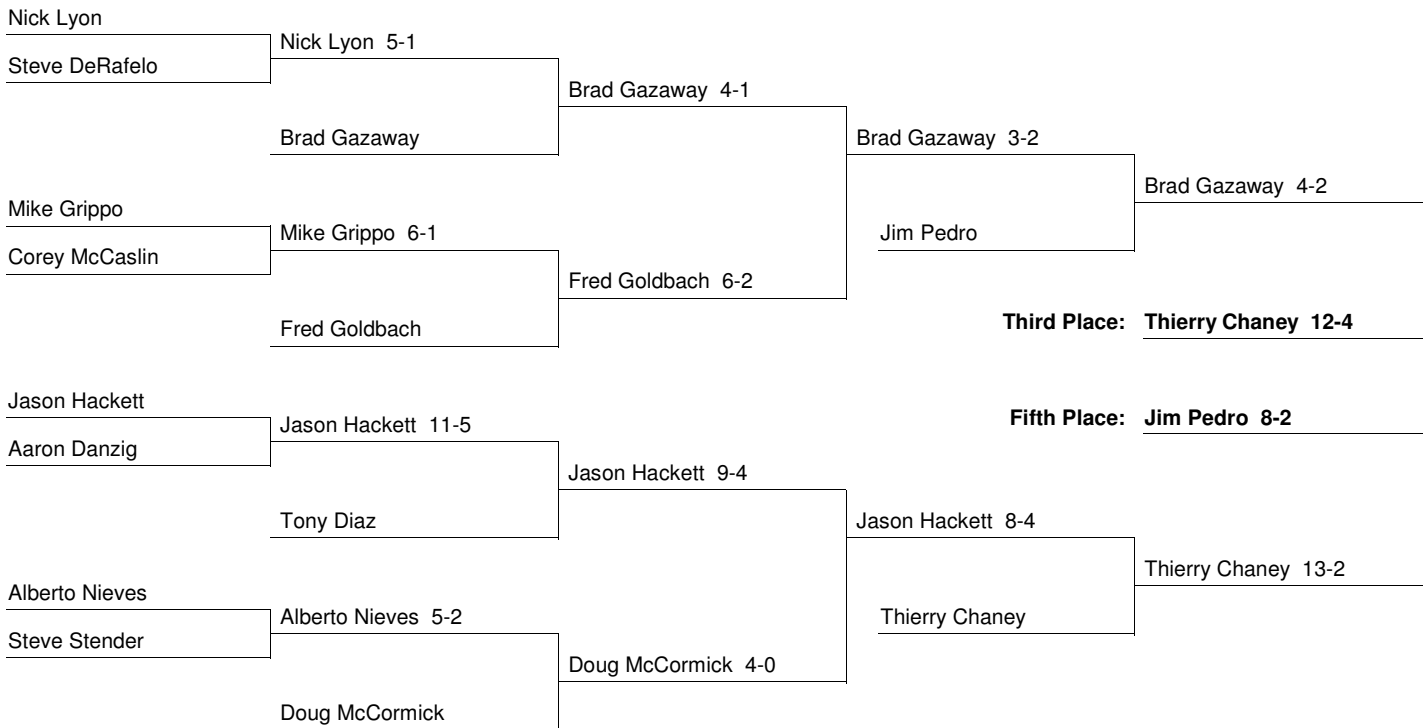 Nick Lyon
Nick Lyon 5-1
Steve DeRafelo
Brad Gazaway 4-1
Brad Gazaway
Brad Gazaway 3-2
Brad Gazaway 4-2
Mike Grippo
Mike Grippo 6-1
Jim Pedro
Corey McCaslin
Fred Goldbach 6-2
Fred Goldbach
Third Place: Thierry Chaney 12-4
Jason Hackett
Jason Hackett 11-5
Fifth Place: Jim Pedro 8-2
Aaron Danzig
Jason Hackett 9-4
Tony Diaz
Jason Hackett 8-4
Thierry Chaney 13-2
Alberto Nieves
Alberto Nieves 5-2
Thierry Chaney
Steve Stender
Doug McCormick 4-0
Doug McCormick